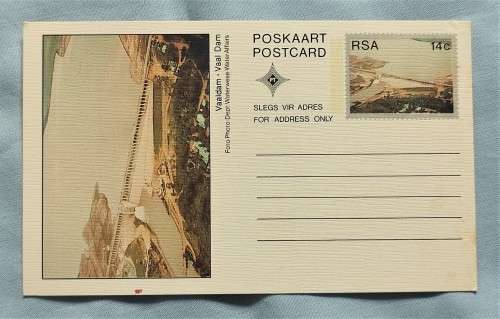 Vaaldam - Vaal Dam
Foto/Photo: Dept. Waterwese/Water Affairs
POSKAART
POSTCARD
SLEGS VIR ADRES
FOR ADDRESS ONLY
RSA 14c